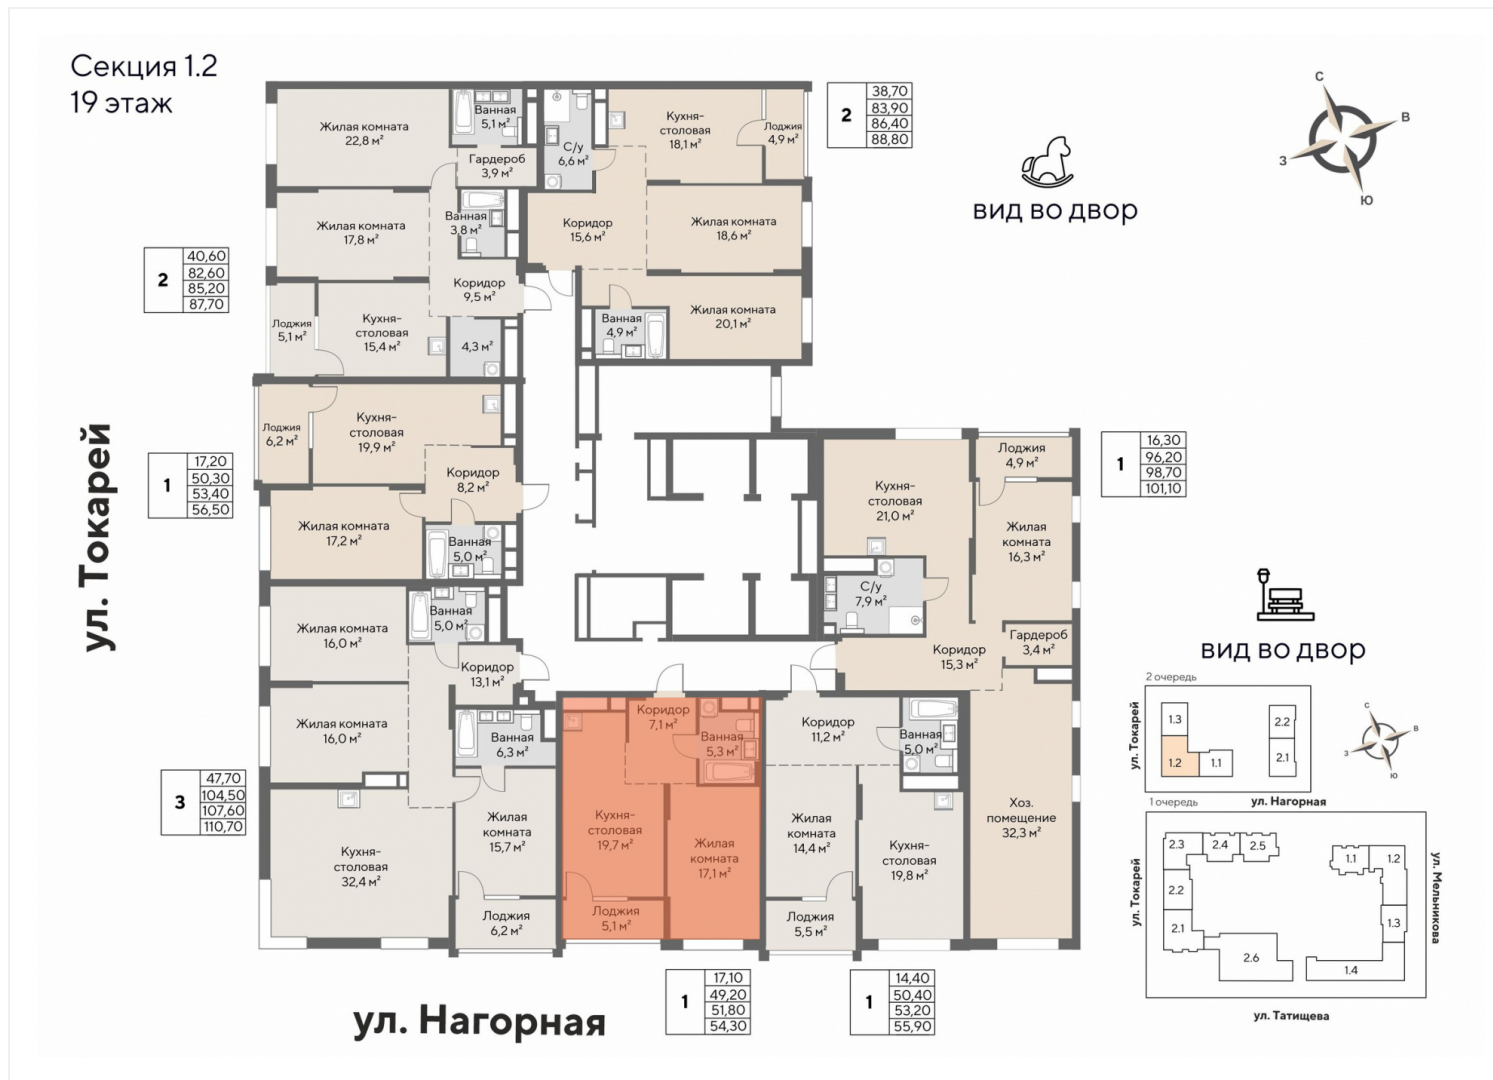 Секция 1.2
19 этаж
Жилая комната
22,8 м²
Ванная
5,1 м²
Гардероб
3,9 м²
С/у
6,6 м²
Кухня-
столовая
18,1 м²
Лоджия
4,9 м²
2
38,70
83,90
86,40
88,80
вид во двор
С
В
З
Ю
Жилая комната
17,8 м²
Ванная
3,8 м²
Коридор
15,6 м²
Жилая комната
18,6 м²
2
40,60
82,60
85,20
87,70
Коридор
9,5 м²
Лоджия
5,1 м²
Кухня-
столовая
15,4 м²
4,3 м²
Ванная
4,9 м²
Жилая комната
20,1 м²
ул. Токарей
Лоджия
6,2 м²
Кухня-
столовая
19,9 м²
Коридор
8,2 м²
1
17,20
50,30
53,40
56,50
Жилая комната
17,2 м²
Ванная
5,0 м²
Кухня-
столовая
21,0 м²
Лоджия
4,9 м²
1
16,30
96,20
98,70
101,10
Жилая
комната
16,3 м²
С/у
7,9 м²
Гардероб
3,4 м²
Коридор
15,3 м²
вид во двор
Жилая комната
16,0 м²
Ванная
5,0 м²
Коридор
13,1 м²
Жилая комната
16,0 м²
Ванная
6,3 м²
Коридор
7,1 м²
Ванная
5,3 м²
Коридор
11,2 м²
Ванная
5,0 м²
3
47,70
104,50
107,60
110,70
Кухня-
столовая
32,4 м²
Жилая
комната
15,7 м²
Лоджия
6,2 м²
Кухня-
столовая
19,7 м²
Жилая
комната
17,1 м²
Лоджия
5,1 м²
Жилая
комната
14,4 м²
Кухня-
столовая
19,8 м²
Лоджия
5,5 м²
Хоз.
помещение
32,3 м²
2 очередь
ул. Токарей
1.3
1.2
1.1
2.2
2.1
ул. Нагорная
С
В
З
Ю
1 очередь
ул. Токарей
2.3
2.4
2.5
1.1
1.2
2.2
2.1
1.3
2.6
1.4
ул. Мельникова
ул. Татищева
ул. Нагорная
1
17,10
49,20
51,80
54,30
1
14,40
50,40
53,20
55,90